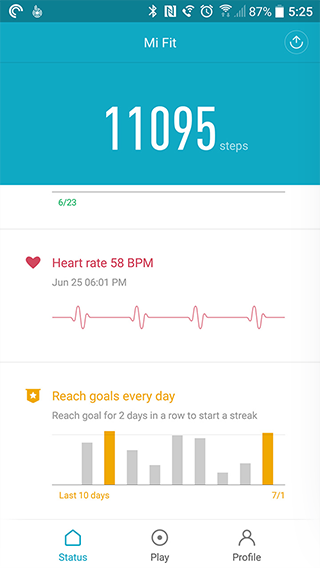 87% 5:25
Mi Fit
11095 steps
6/23
Heart rate 58 BPM
Jun 25 06:01 PM
Reach goals every day
Reach goal for 2 days in a row to start a streak
Last 10 days 7/1
Status Play Profile